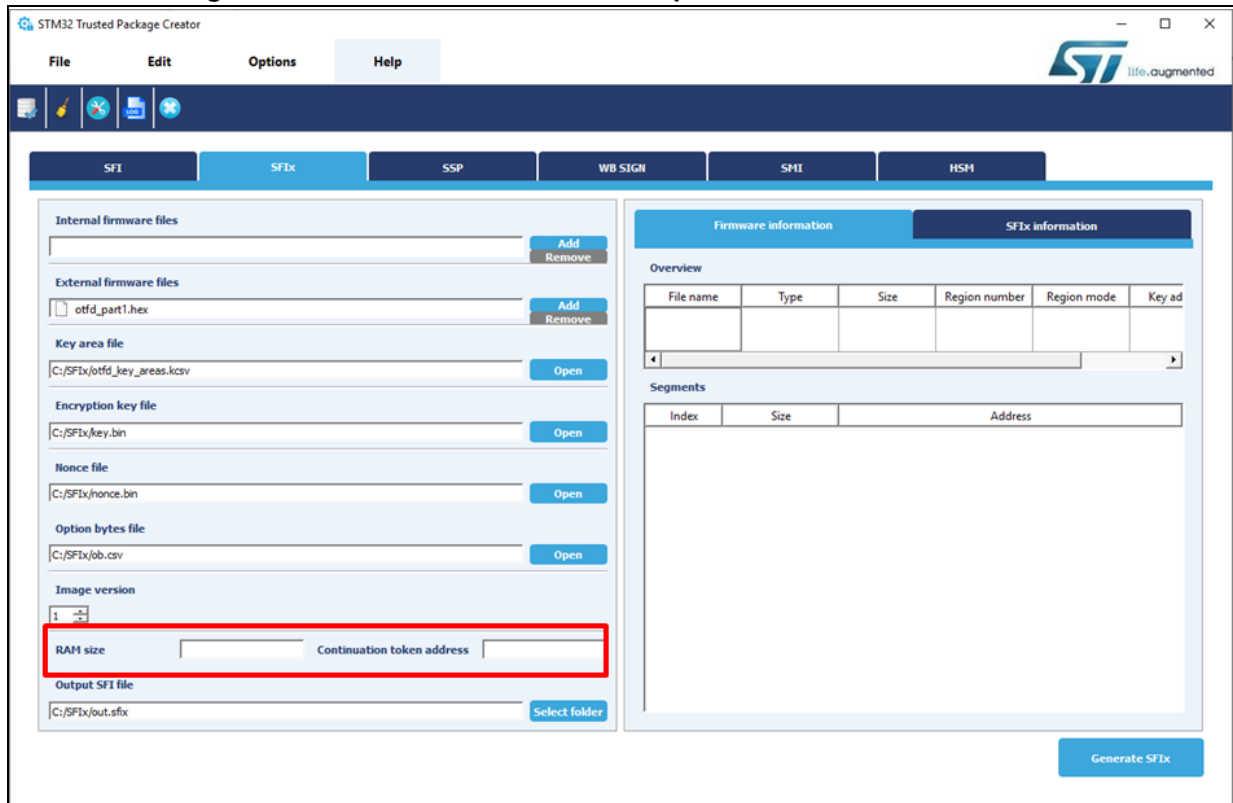 STM32 Trusted Package Creator
File Edit Options Help
ST life.augmented
LOG
SFI SFIx SSP WB SIGN SMI HSM
Internal firmware files
Add
Remove
External firmware files
otfd_part1.hex
Add
Remove
Key area file
C:/SFIx/otfd_key_areas.kcsv
Open
Encryption key file
C:/SFIx/key.bin
Open
Nonce file
C:/SFIx/nonce.bin
Open
Option bytes file
C:/SFIx/ob.csv
Open
Image version
1
RAM size Continuation token address
Output SFI file
C:/SFIx/out.sfix
Select folder
Firmware information SFIx information
Overview
File name Type Size Region number Region mode Key ad
Segments
Index Size Address
Generate SFIx